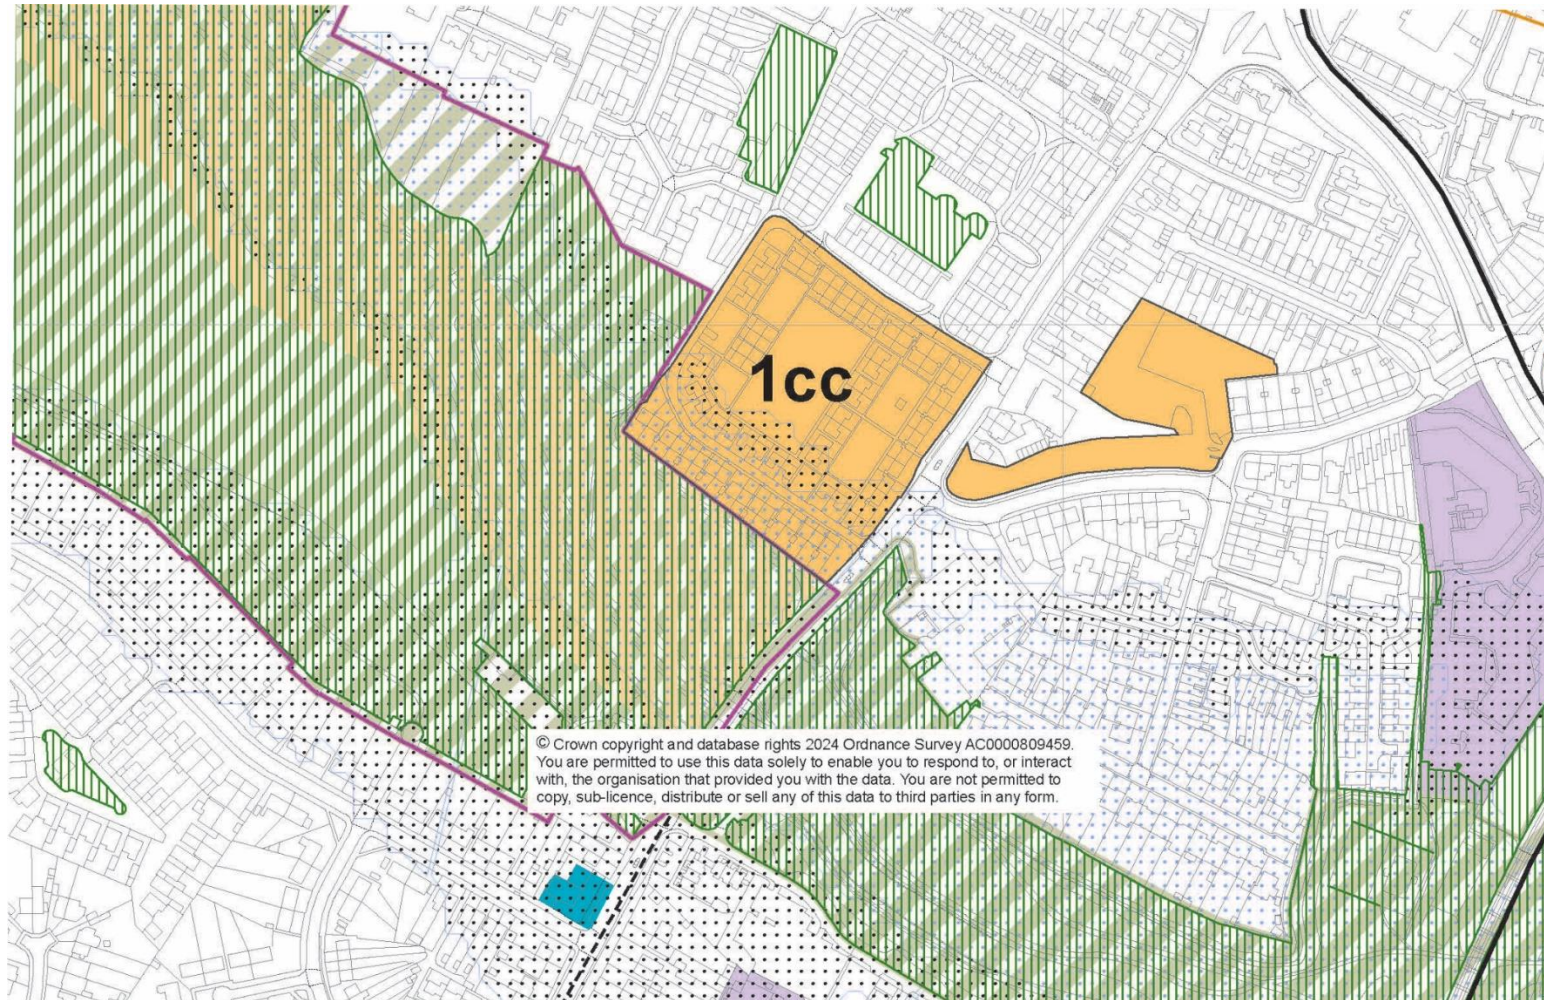 1cc
© Crown copyright and database rights 2024 Ordnance Survey AC0000809459.
You are permitted to use this data solely to enable you to respond to, or interact
with, the organisation that provided you with the data. You are not permitted to
copy, sub-licence, distribute or sell any of this data to third parties in any form.